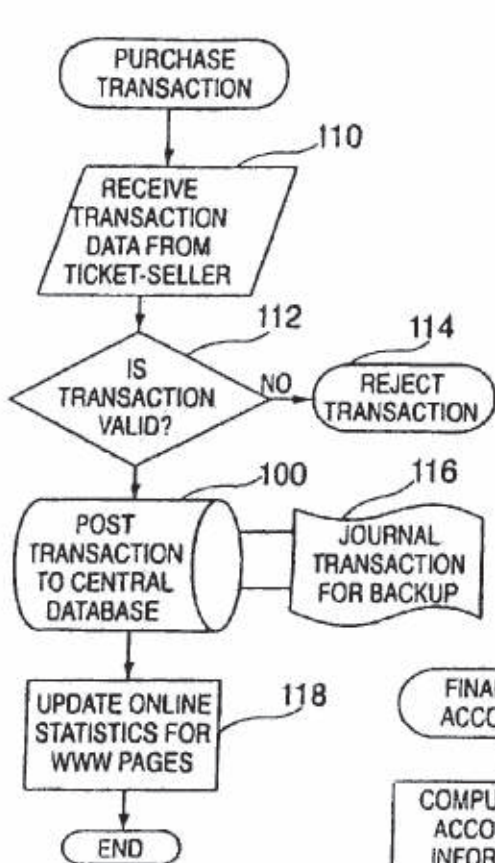 PURCHASE
TRANSACTION
110
RECEIVE
TRANSACTION
DATA FROM
TICKET-SELLER
112
IS
TRANSACTION
VALID?
NO
114
REJECT
TRANSACTION
100
POST
TRANSACTION
TO CENTRAL
DATABASE
116
JOURNAL
TRANSACTION
FOR BACKUP
118
UPDATE ONLINE
STATISTICS FOR
WWW PAGES
END